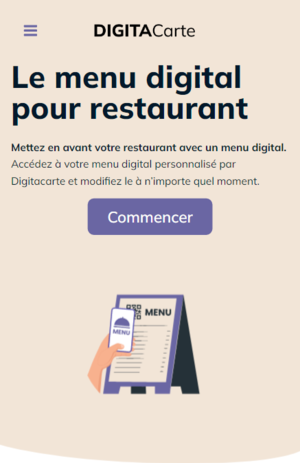 DIGITACarte
Le menu digital
pour restaurant
Mettez en avant votre restaurant avec un menu digital.
Accédez à votre menu digital personnalisé par
Digitacarte et modifiez le à n'importe quel moment.
Commencer
MENU
MENU